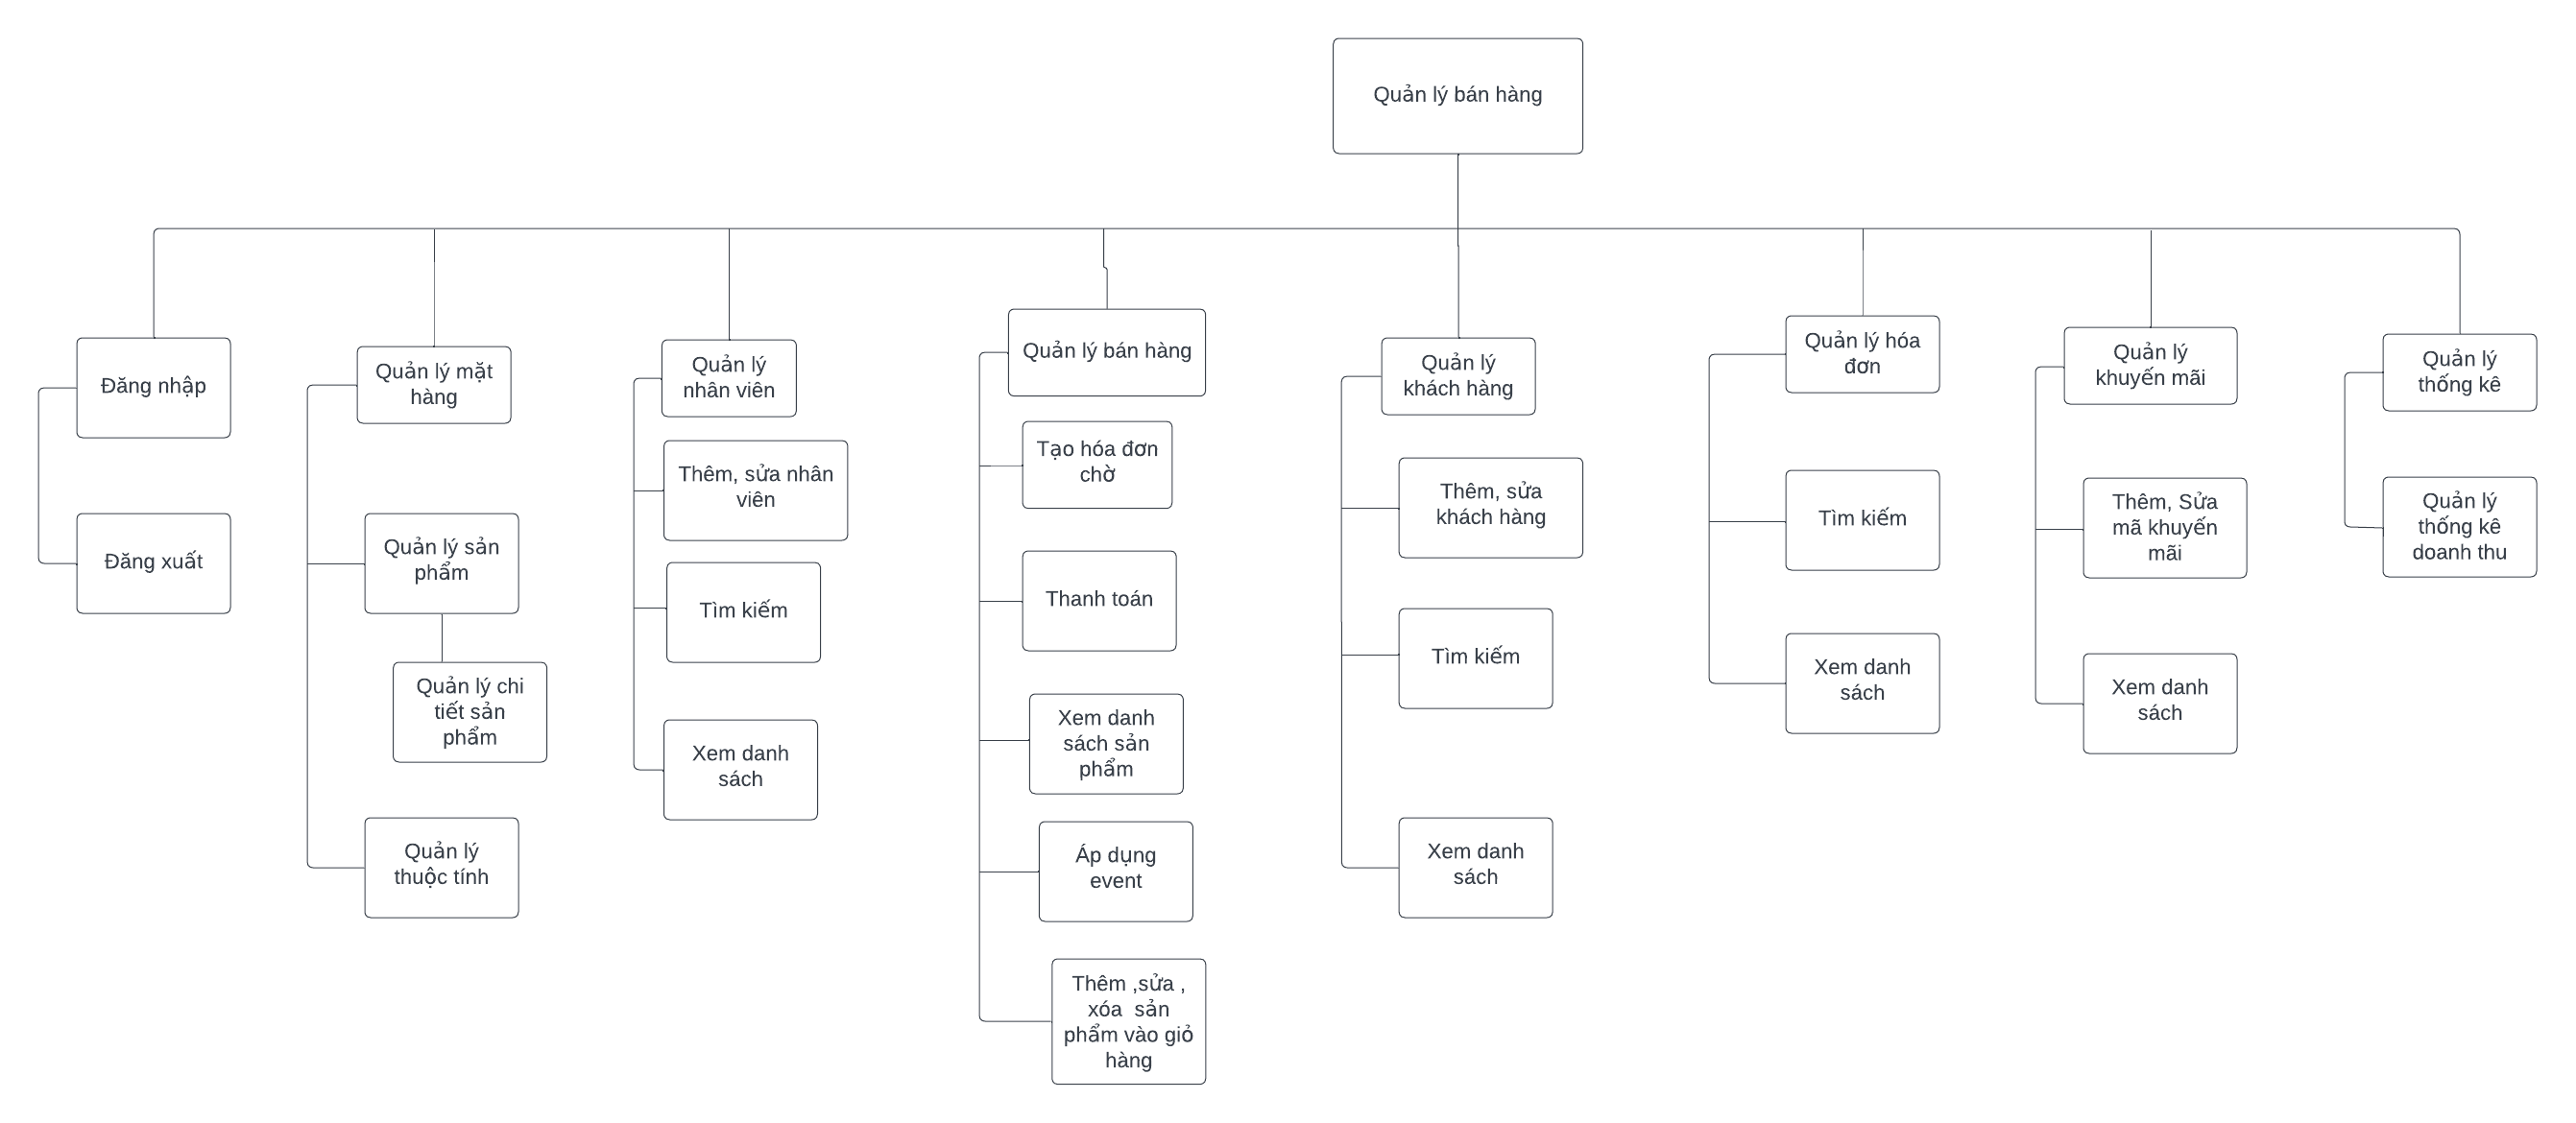 Quản lý bán hàng
Đăng nhập
Đăng xuất
Quản lý mặt
hàng
Quản lý sản
phẩm
Quản lý chi
tiết sản
phẩm
Quản lý
thuộc tính
Quản lý
nhân viên
Thêm, sửa nhân
viên
Tìm kiếm
Xem danh
sách
Quản lý bán hàng
Tạo hóa đơn
chờ
Thanh toán
Xem danh
sách sản
phẩm
Áp dụng
event
Thêm ,sửa ,
xóa  sản
phẩm vào giỏ
hàng
Quản lý
khách hàng
Thêm, sửa
khách hàng
Tìm kiếm
Xem danh
sách
Quản lý hóa
đơn
Tìm kiếm
Xem danh
sách
Quản lý
khuyến mãi
Thêm, Sửa
mã khuyến
mãi
Xem danh
sách
Quản lý
thống kê
Quản lý
thống kê
doanh thu